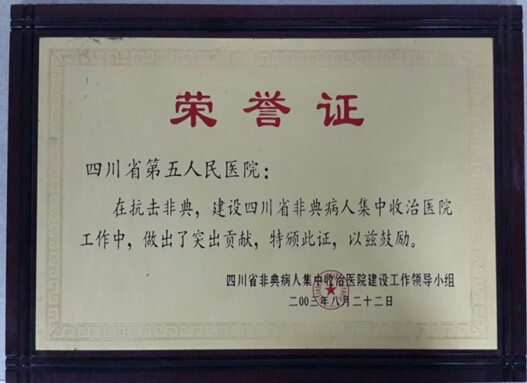 荣誉证
四川省第五人民医院：
在抗击非典，建设四川省非典病人集中收治医院
工作中，做出了突出贡献，特颁此证，以兹鼓励。
四川省非典病人集中收治医院建设工作领导小组
二00三年八月二十二日